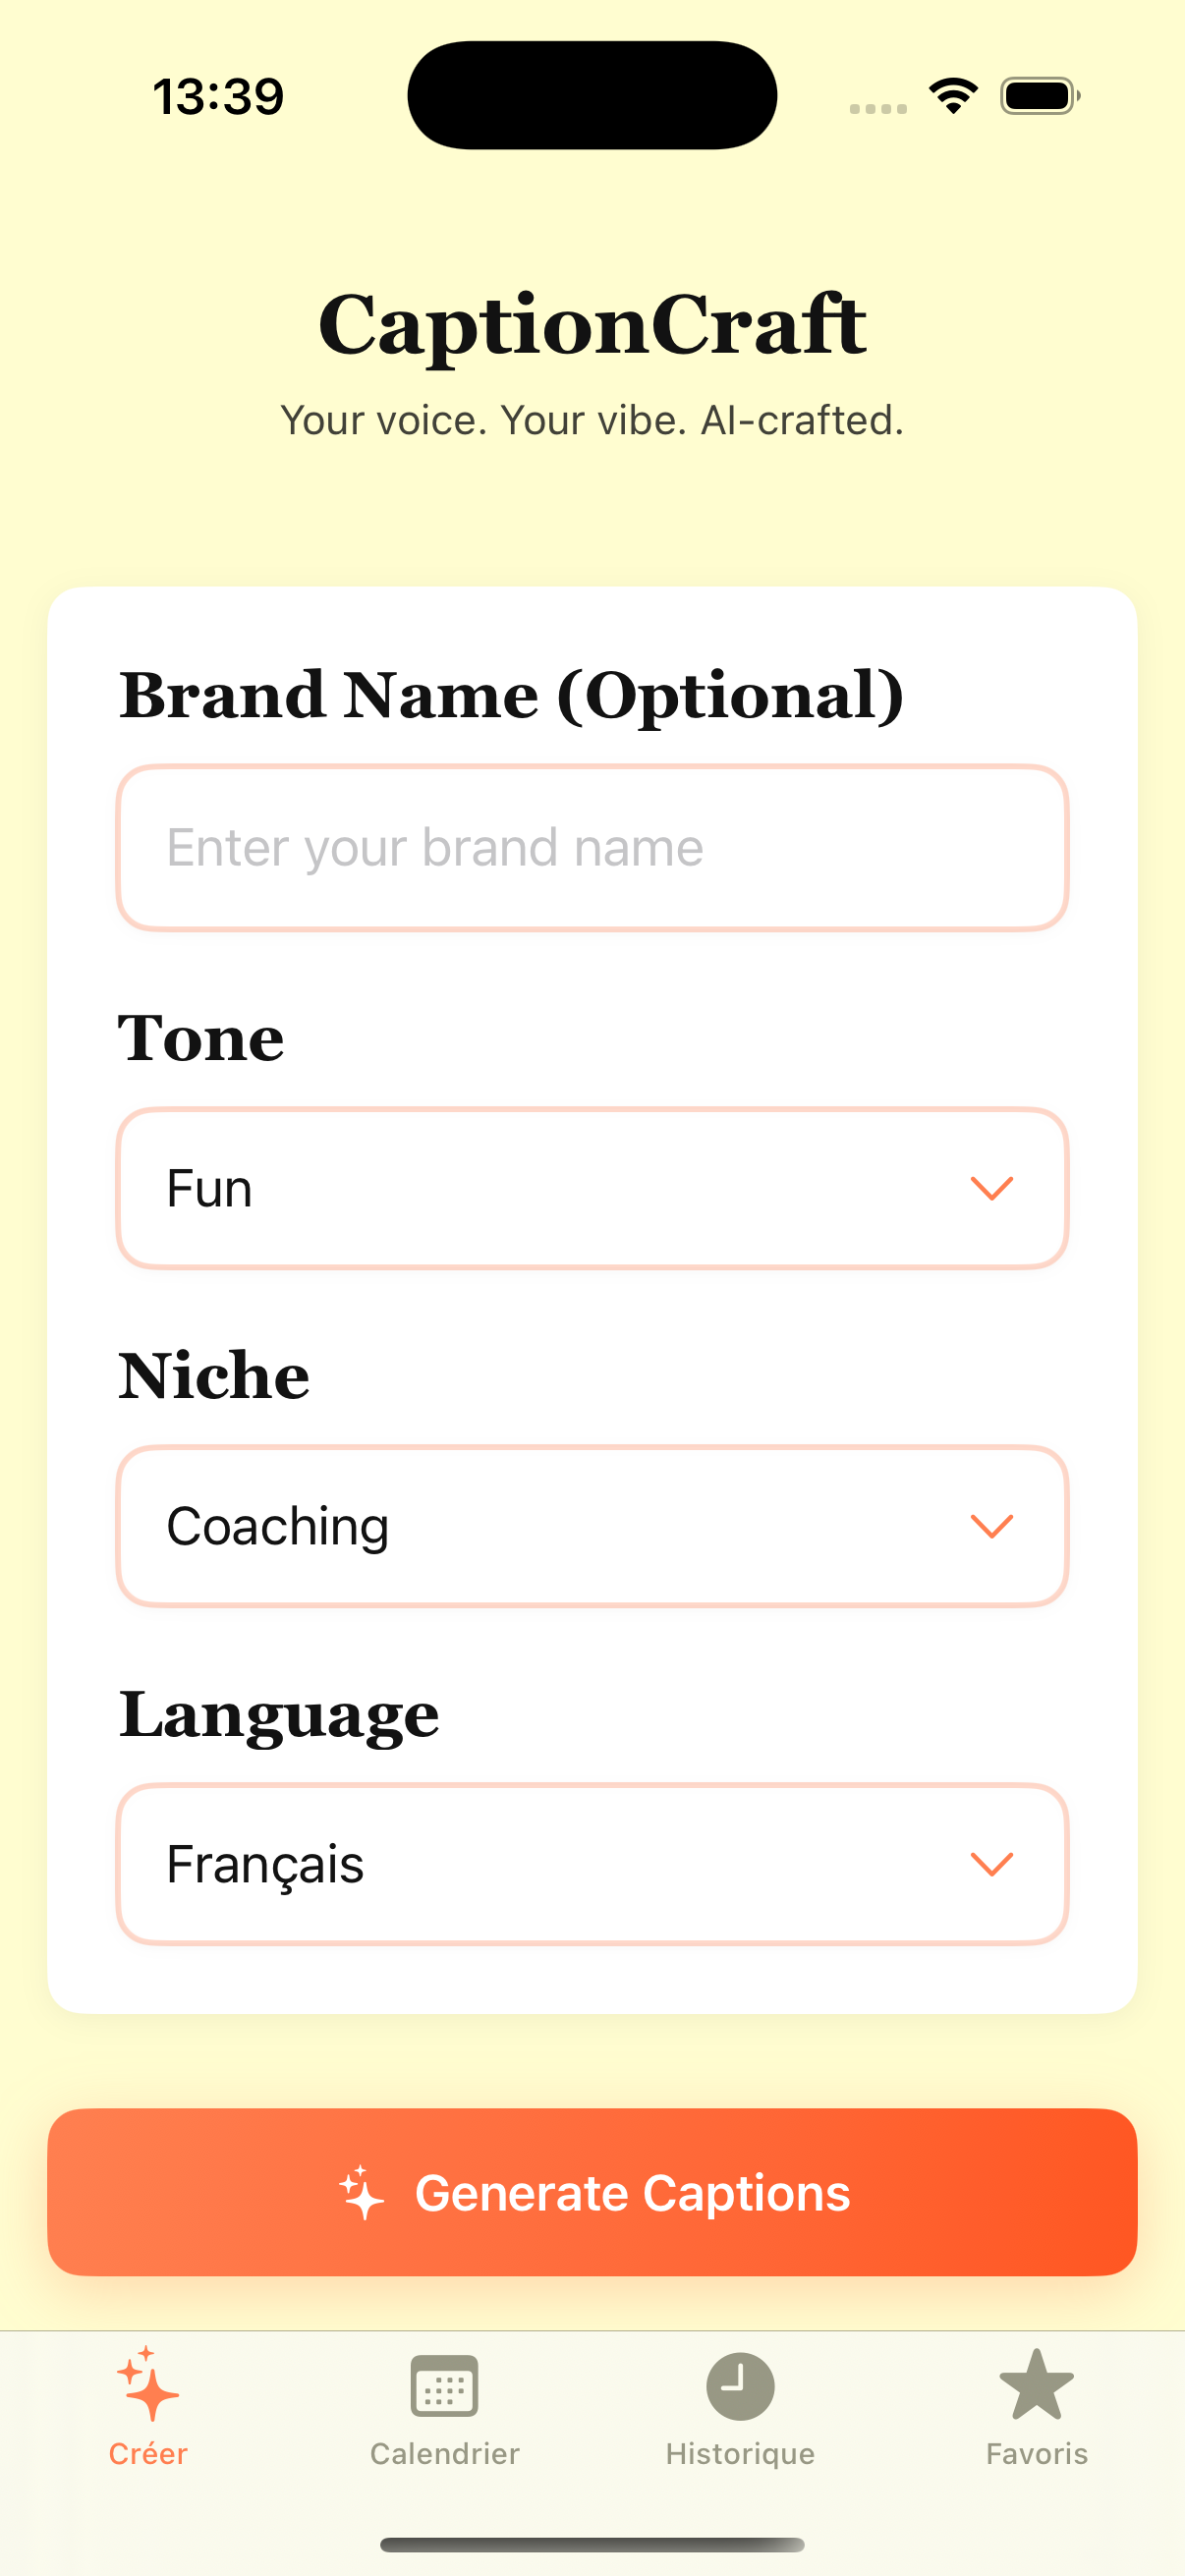 13:39
CaptionCraft
Your voice. Your vibe. AI-crafted.
Brand Name (Optional)
Enter your brand name
Tone
Fun
Niche
Coaching
Language
Français
Generate Captions
Créer
Calendrier
Historique
Favoris